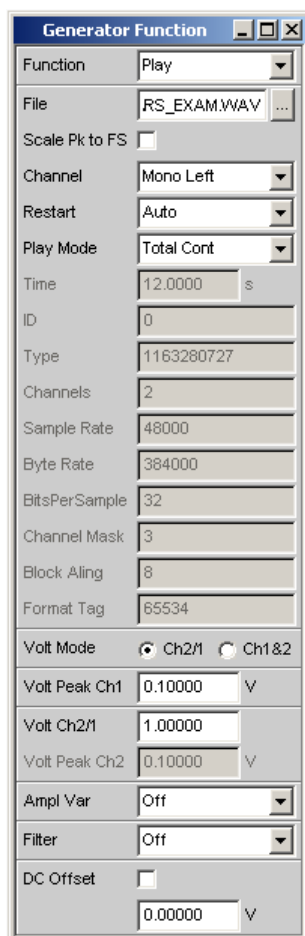 Generator Function
Function Play
File RS_EXAM.WAV ...
Scale Pk to FS
Channel Mono Left
Restart Auto
Play Mode Total Cont
Time 12.0000 s
ID 0
Type 1163280727
Channels 2
Sample Rate 48000
Byte Rate 384000
BitsPerSample 32
Channel Mask 3
Block Aling 8
Format Tag 65534
Volt Mode Ch2/1 Ch1&2
Volt Peak Ch1 0.10000 V
Volt Ch2/1 1.00000
Volt Peak Ch2 0.10000 V
Ampl Var Off
Filter Off
DC Offset
0.00000 V